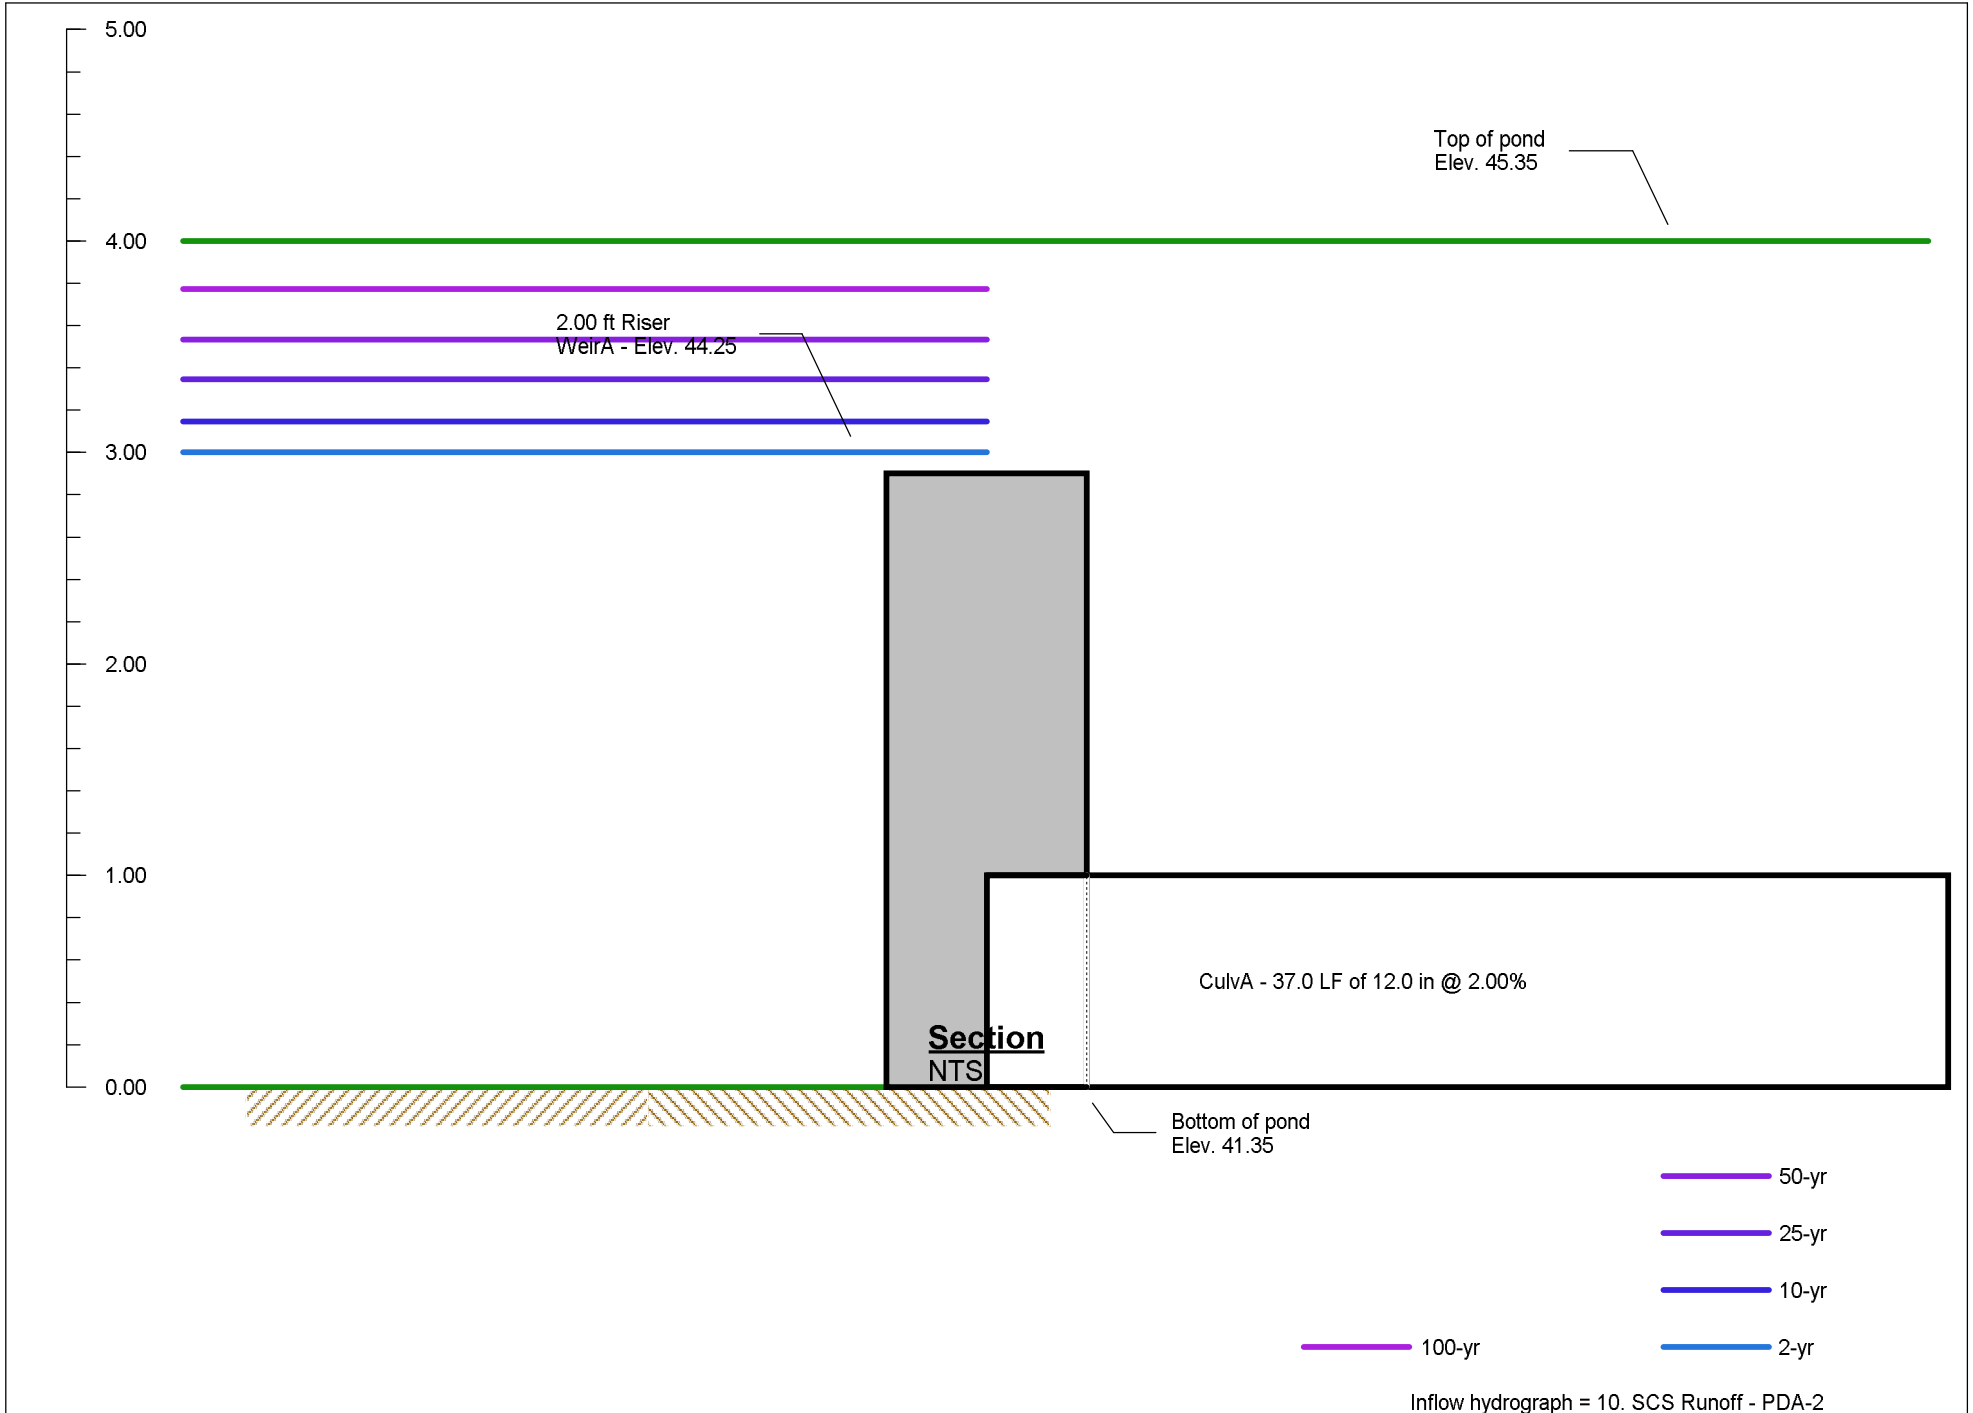 5.00
Top of pond
Elev. 45.35
4.00
2.00 ft Riser
WeirA - Elev. 44.25
3.00
2.00
1.00
CulvA - 37.0 LF of 12.0 in @ 2.00%
Section
NTS
0.00
Bottom of pond
Elev. 41.35
50-yr
25-yr
10-yr
100-yr
2-yr
Inflow hydrograph = 10. SCS Runoff - PDA-2